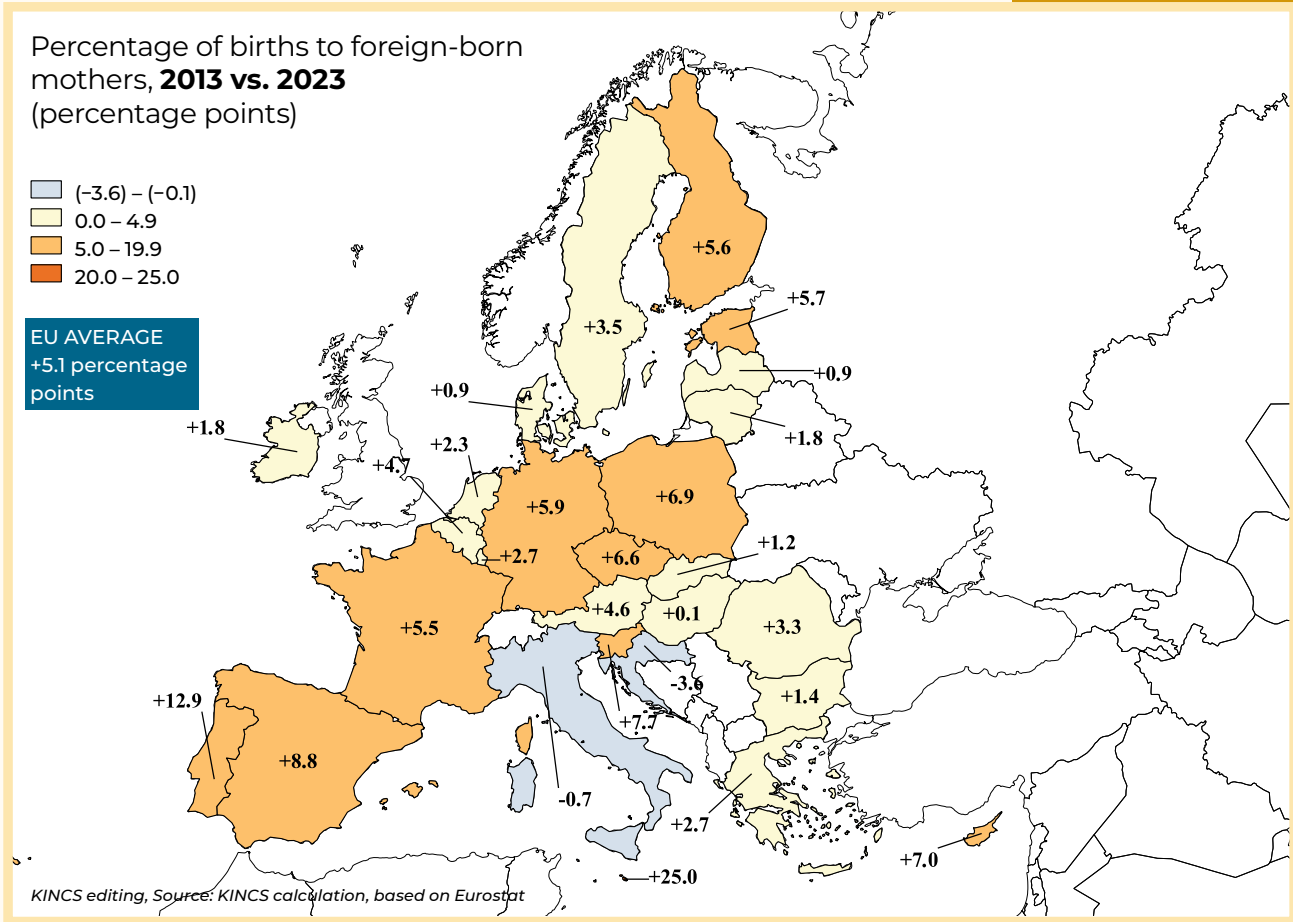 Percentage of births to foreign-born
mothers, 2013 vs. 2023
(percentage points)
(−3.6) – (−0.1)
0.0 – 4.9
5.0 – 19.9
20.0 – 25.0
EU AVERAGE
+5.1 percentage
points
+5.6
+5.7
+3.5
+0.9
+0.9
+1.8
+1.8
+2.3
+4.7
+5.9
+6.9
+2.7
+6.6
+1.2
+4.6
+0.1
+5.5
+3.3
-3.6
+1.4
+12.9
+7.7
+8.8
-0.7
+2.7
+7.0
+25.0
KINCS editing, Source: KINCS calculation, based on Eurostat